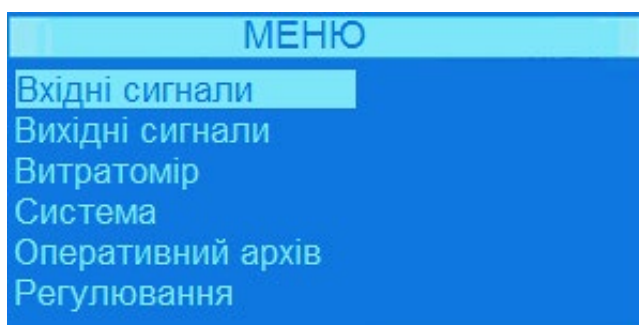 МЕНЮ
Вхідні сигнали
Вихідні сигнали
Витратомір
Система
Оперативний архів
Регулювання